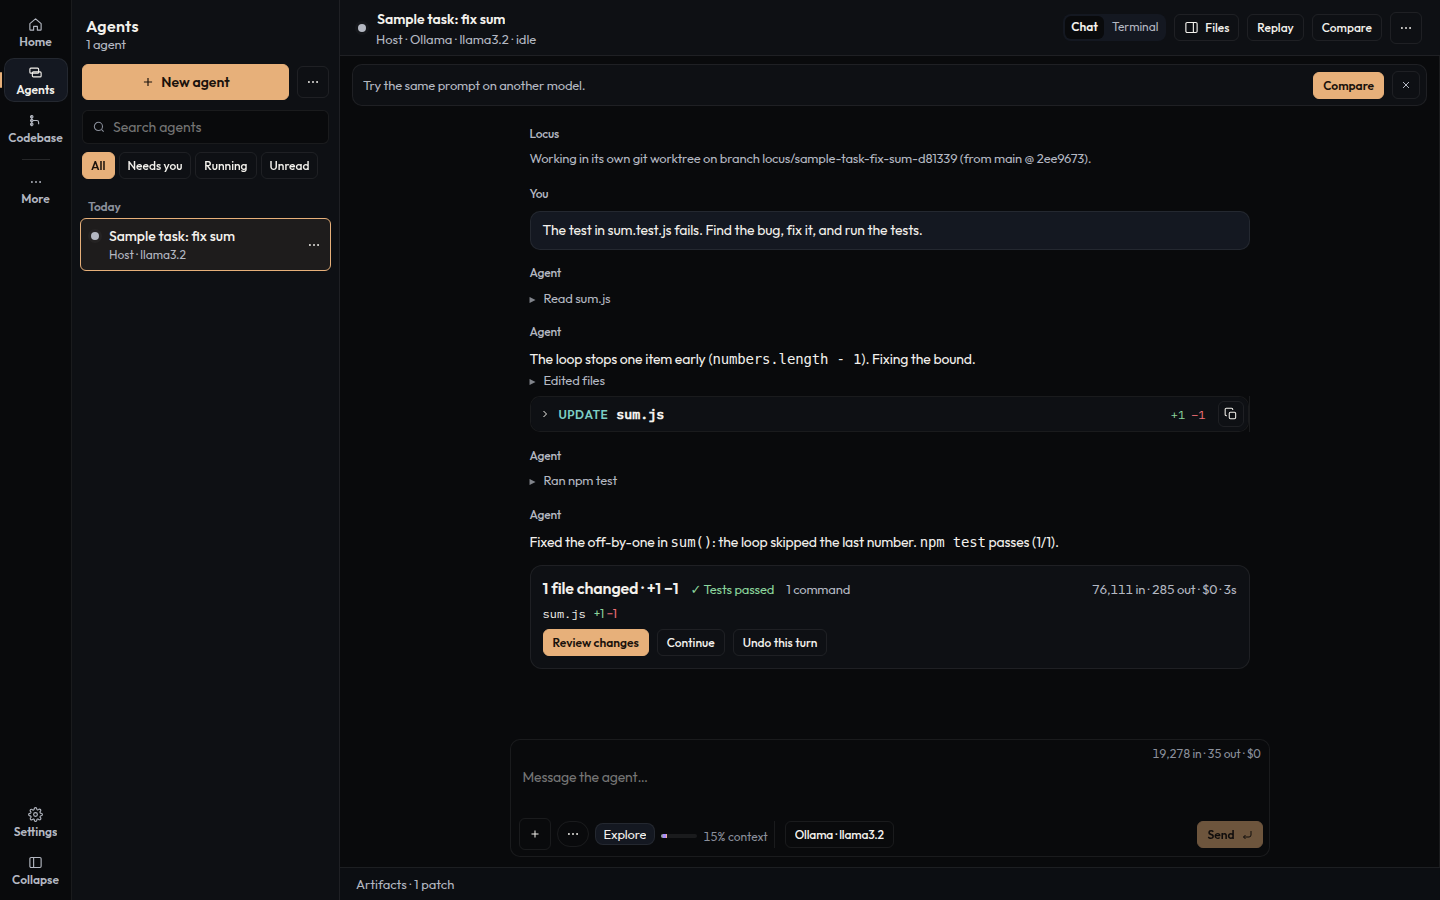 Home
Agents
Codebase
More
Settings
Collapse
Agents
1 agent
+ New agent
Search agents
All
Needs you
Running
Unread
Today
Sample task: fix sum
Host · llama3.2
Sample task: fix sum
Host · Ollama · llama3.2 · idle
Chat
Terminal
Files
Replay
Compare
Try the same prompt on another model.
Compare
Locus
Working in its own git worktree on branch locus/sample-task-fix-sum-d81339 (from main @ 2ee9673).
You
The test in sum.test.js fails. Find the bug, fix it, and run the tests.
Agent
Read sum.js
Agent
The loop stops one item early (numbers.length - 1). Fixing the bound.
Edited files
UPDATE sum.js +1 −1
Agent
Ran npm test
Agent
Fixed the off-by-one in sum(): the loop skipped the last number. npm test passes (1/1).
1 file changed · +1 −1 ✓ Tests passed 1 command 76,111 in · 285 out · $0 · 3s
sum.js +1 −1
Review changes
Continue
Undo this turn
19,278 in · 35 out · $0
Message the agent…
Explore
15% context
Ollama · llama3.2
Send
Artifacts · 1 patch